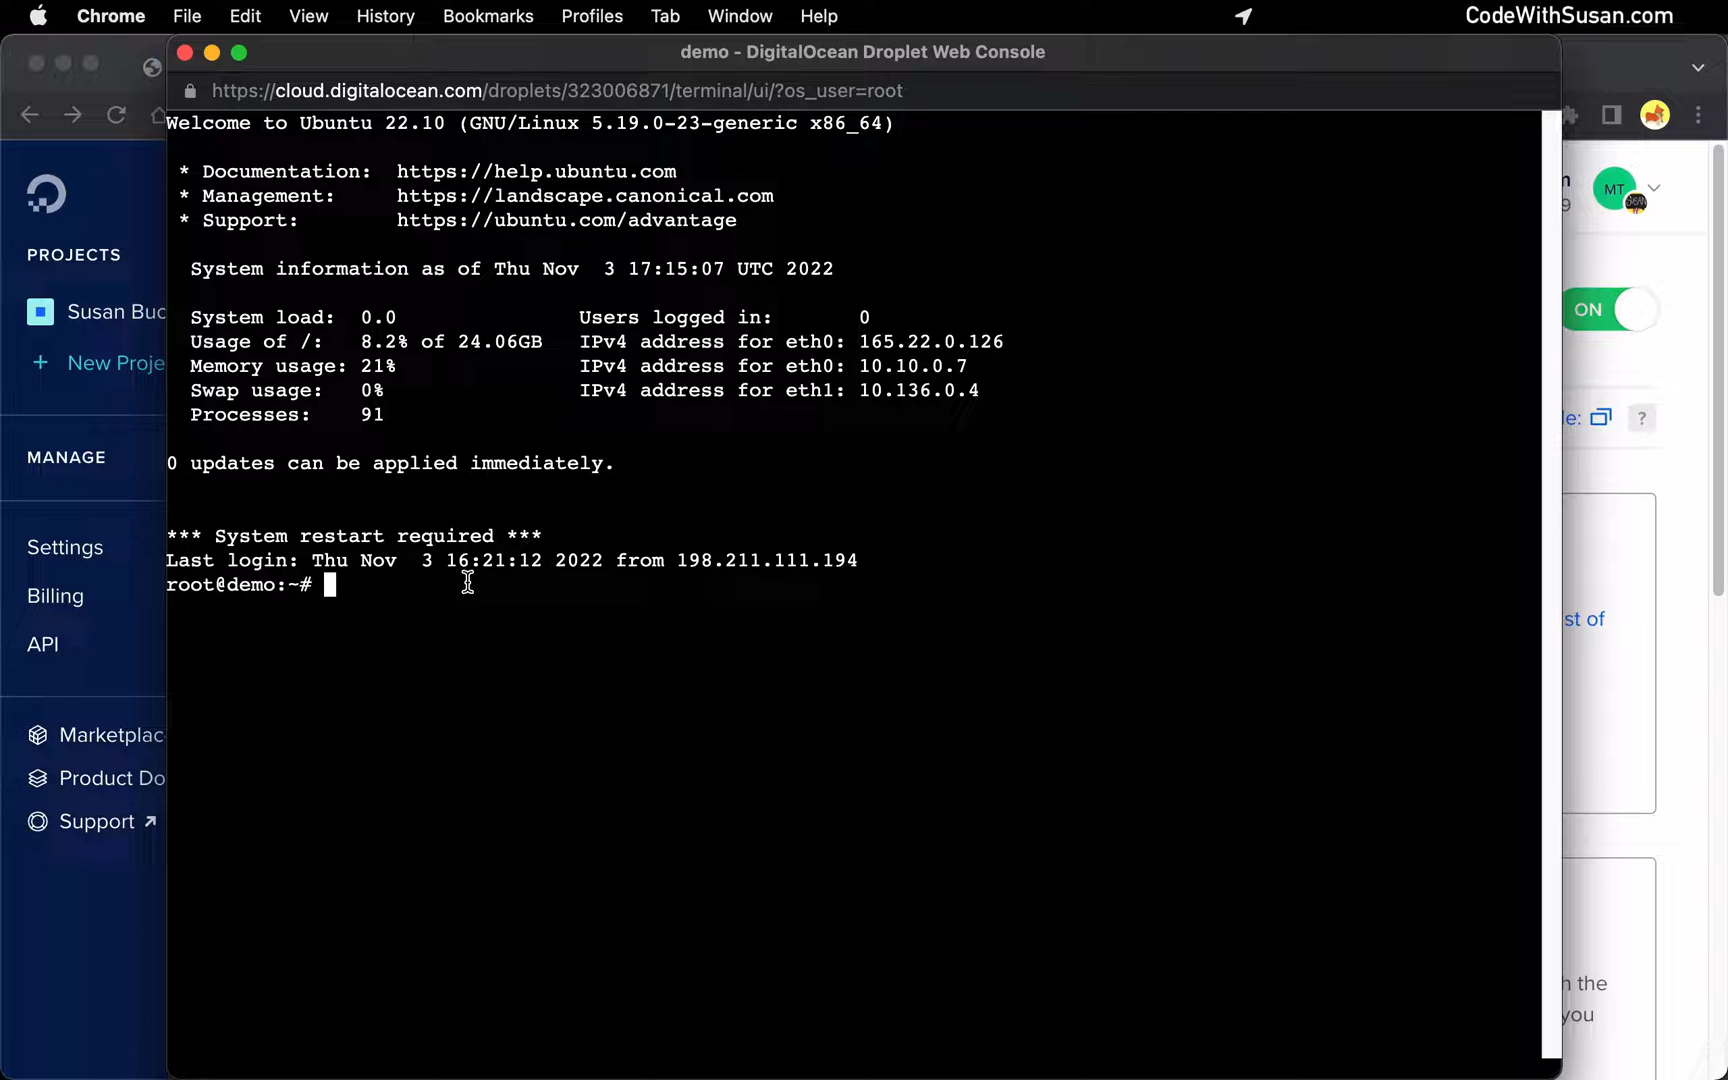 Chrome File Edit View History Bookmarks Profiles Tab Window Help CodeWithSusan.com
demo - DigitalOcean Droplet Web Console
https://cloud.digitalocean.com/droplets/323006871/terminal/ui/?os_user=root
Welcome to Ubuntu 22.10 (GNU/Linux 5.19.0-23-generic x86_64)
* Documentation: https://help.ubuntu.com
* Management: https://landscape.canonical.com
* Support: https://ubuntu.com/advantage
System information as of Thu Nov 3 17:15:07 UTC 2022
System load: 0.0 Users logged in: 0
Usage of /: 8.2% of 24.06GB IPv4 address for eth0: 165.22.0.126
Memory usage: 21% IPv4 address for eth0: 10.10.0.7
Swap usage: 0% IPv4 address for eth1: 10.136.0.4
Processes: 91
0 updates can be applied immediately.
*** System restart required ***
Last login: Thu Nov 3 16:21:12 2022 from 198.211.111.194
root@demo:~#
PROJECTS
Susan Buc
+ New Proje
MANAGE
Settings
Billing
API
Marketplac
Product Do
Support
MT
9
ON
le:
?
st of
h the
you